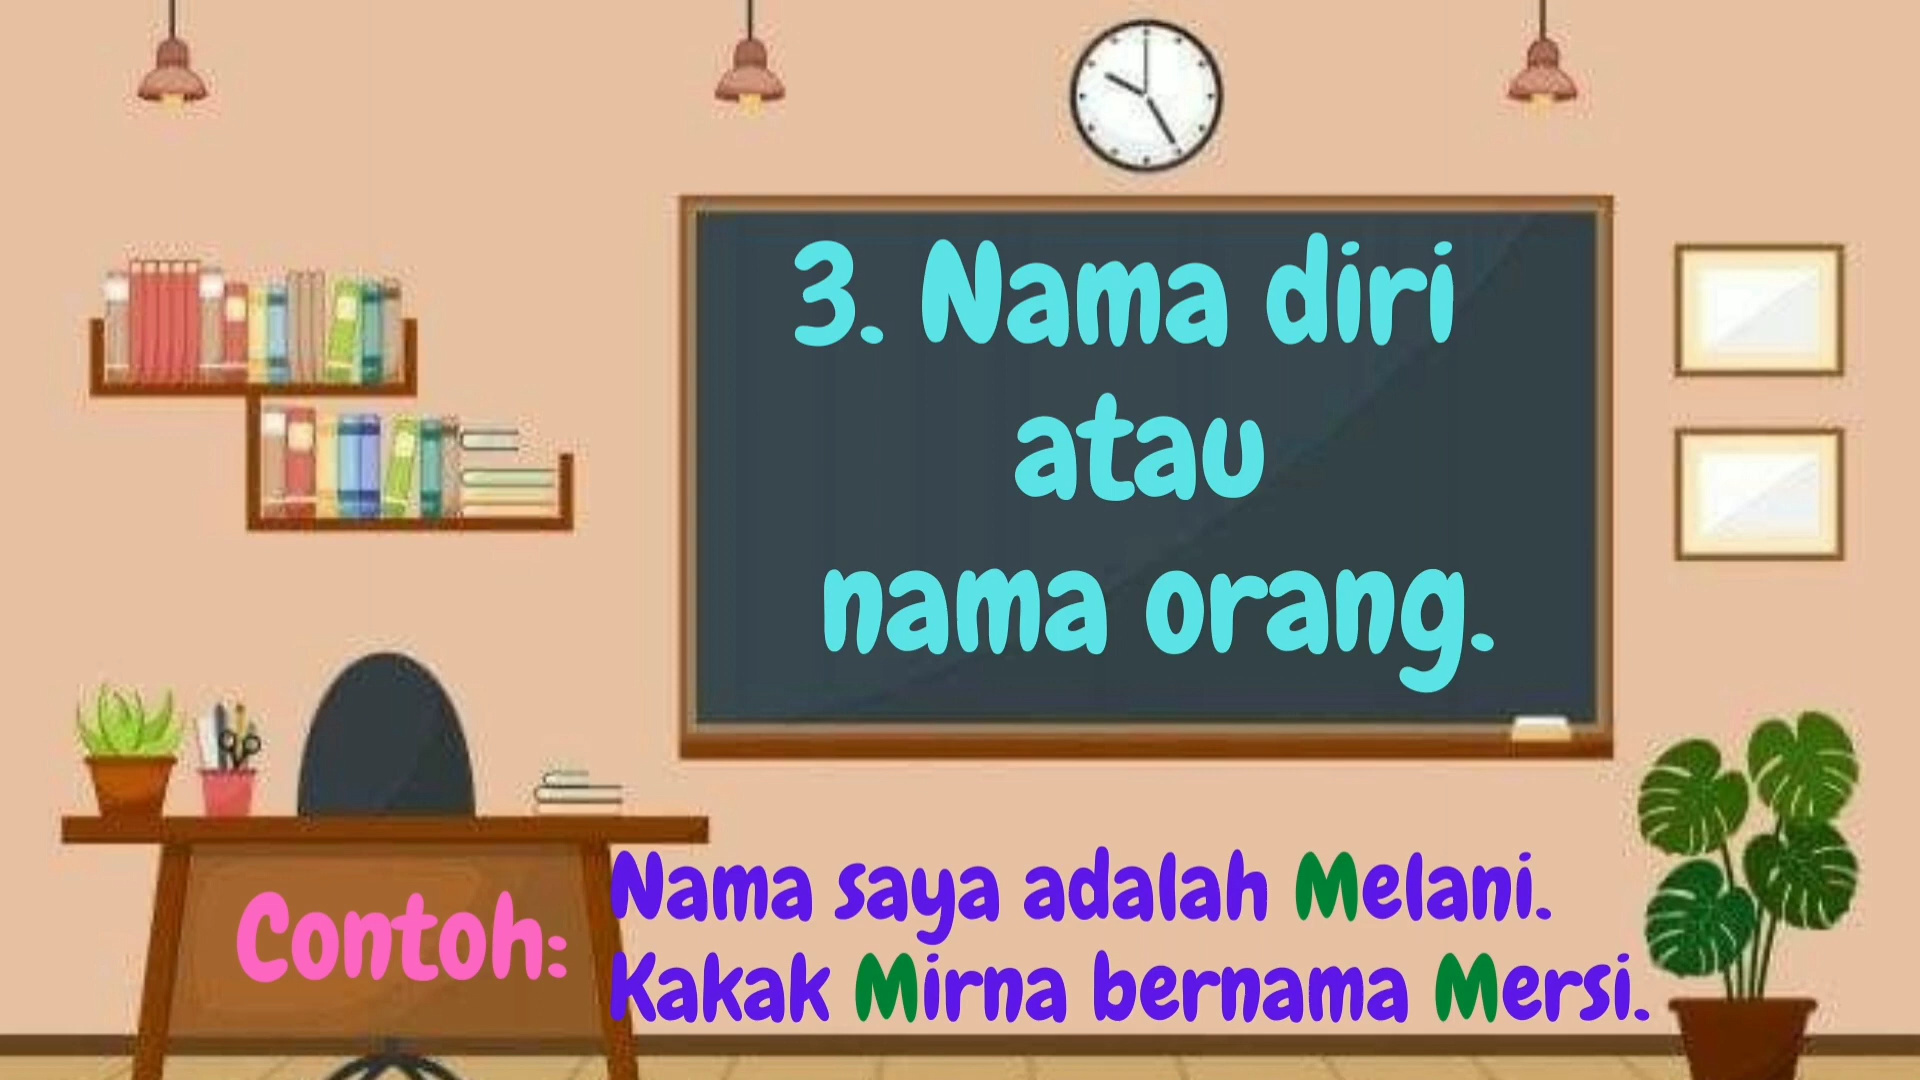 3. Nama diri
atau
nama orang.
Contoh:
Nama saya adalah Melani.
Kakak Mirna bernama Mersi.